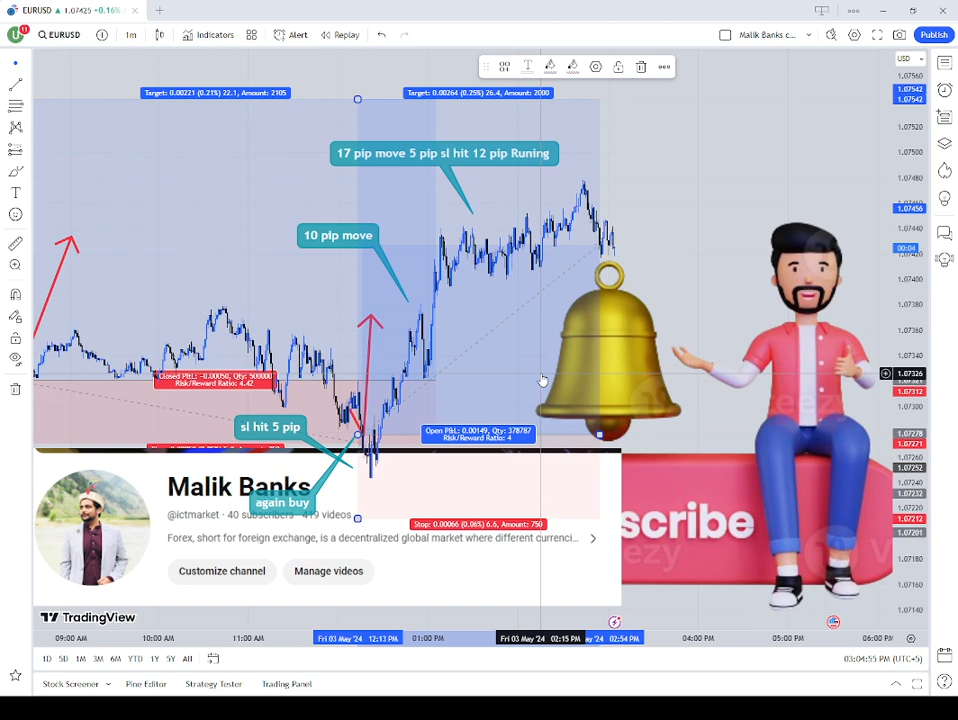 EURUSD ▲ 1.07425 +0.16%
U 11 EURUSD 1m Indicators Alert Replay Malik Banks c... Publish
USD
Target: 0.00221 (0.21%) 22.1, Amount: 2105
Target: 0.00264 (0.25%) 26.4, Amount: 2000
17 pip move 5 pip sl hit 12 pip Runing
10 pip move
Closed P&L: -0.00050, Qty: 500000
Risk/Reward Ratio: 4.42
sl hit 5 pip
Open P&L: 0.00149, Qty: 378787
Risk/Reward Ratio: 4
again buy
Stop: 0.00066 (0.06%) 6.6, Amount: 750
Malik Banks
@ictmarket · 40 subscribers · 419 videos
Forex, short for foreign exchange, is a decentralized global market where different currenci...
Customize channel Manage videos
scribe
TradingView
1.07560
1.07542
1.07542
1.07520
1.07500
1.07480
1.07456
1.07440
00:04
1.07420
1.07400
1.07380
1.07360
1.07340
1.07326
1.07312
1.07300
1.07278
1.07271
1.07260
1.07252
1.07232
1.07220
1.07212
1.07201
1.07180
1.07160
1.07140
09:00 AM 10:00 AM 11:00 AM Fri 03 May '24 12:13 PM 01:00 PM Fri 03 May '24 02:15 PM ay '24 02:54 PM 04:00 PM 05:00 PM 06:00 PM
1D 5D 1M 3M 6M YTD 1Y 5Y All 03:04:55 PM (UTC+5)
Stock Screener Pine Editor Strategy Tester Trading Panel